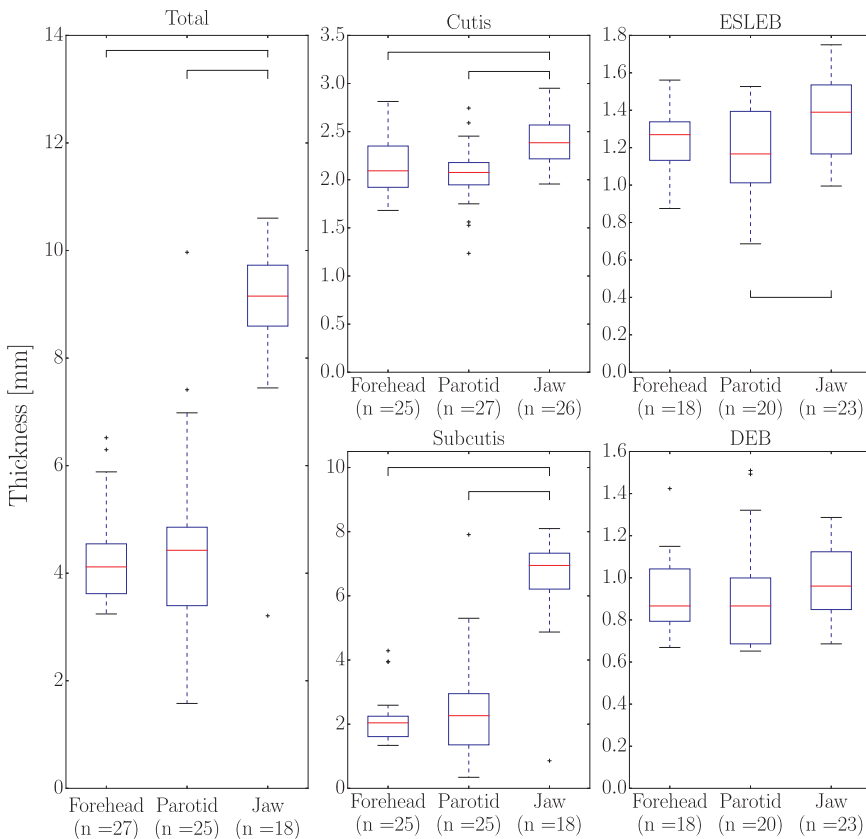 Total
Thickness [mm]
14
12
10
8
6
4
2
0
Forehead Parotid Jaw
(n =27) (n =25) (n =18)
Cutis
3.5
3.0
2.5
2.0
1.5
1.0
0.5
0.0
Forehead Parotid Jaw
(n =25) (n =27) (n =26)
ESLEB
1.8
1.6
1.4
1.2
1.0
0.8
0.6
0.4
0.2
0.0
Forehead Parotid Jaw
(n =18) (n =20) (n =23)
Subcutis
10
8
6
4
2
0
Forehead Parotid Jaw
(n =25) (n =25) (n =18)
DEB
1.6
1.4
1.2
1.0
0.8
0.6
0.4
0.2
0.0
Forehead Parotid Jaw
(n =18) (n =20) (n =23)